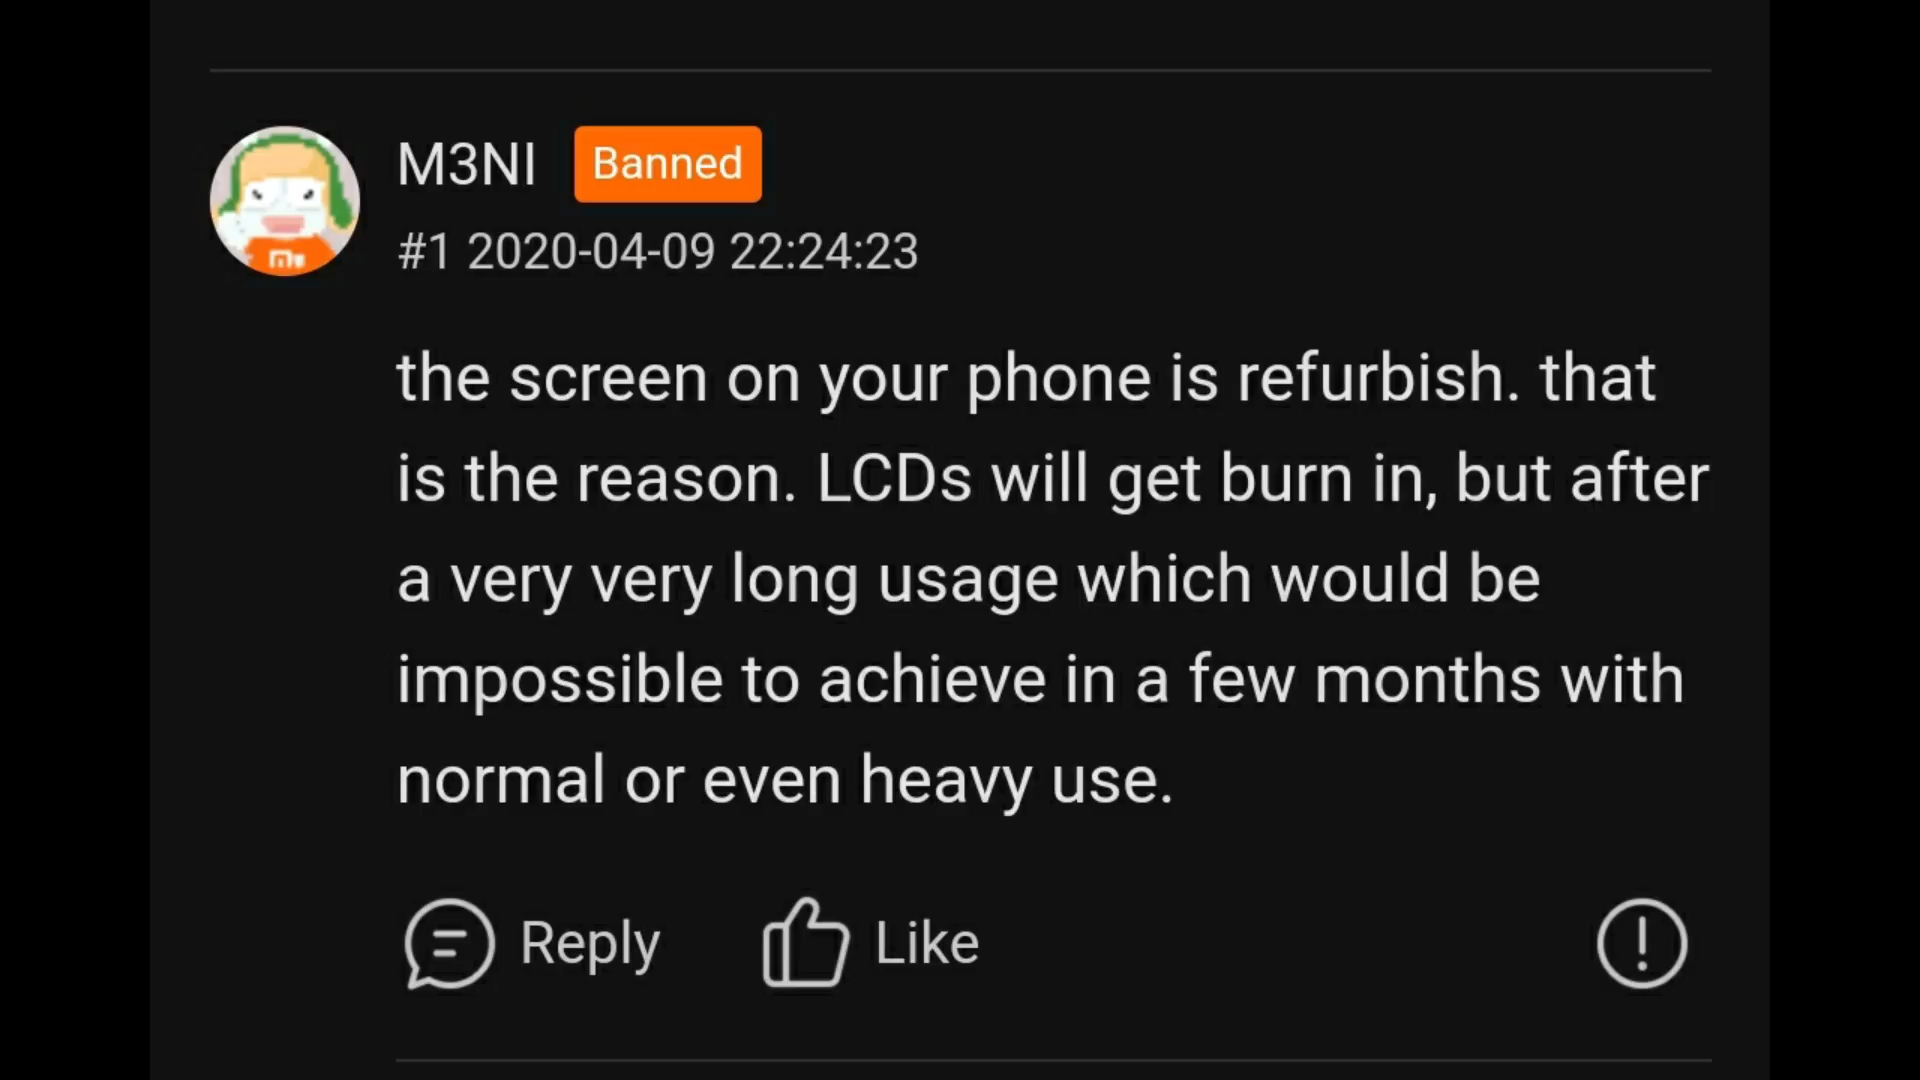 M3NI Banned
#1 2020-04-09 22:24:23
the screen on your phone is refurbish. that
is the reason. LCDs will get burn in, but after
a very very long usage which would be
impossible to achieve in a few months with
normal or even heavy use.
Reply Like